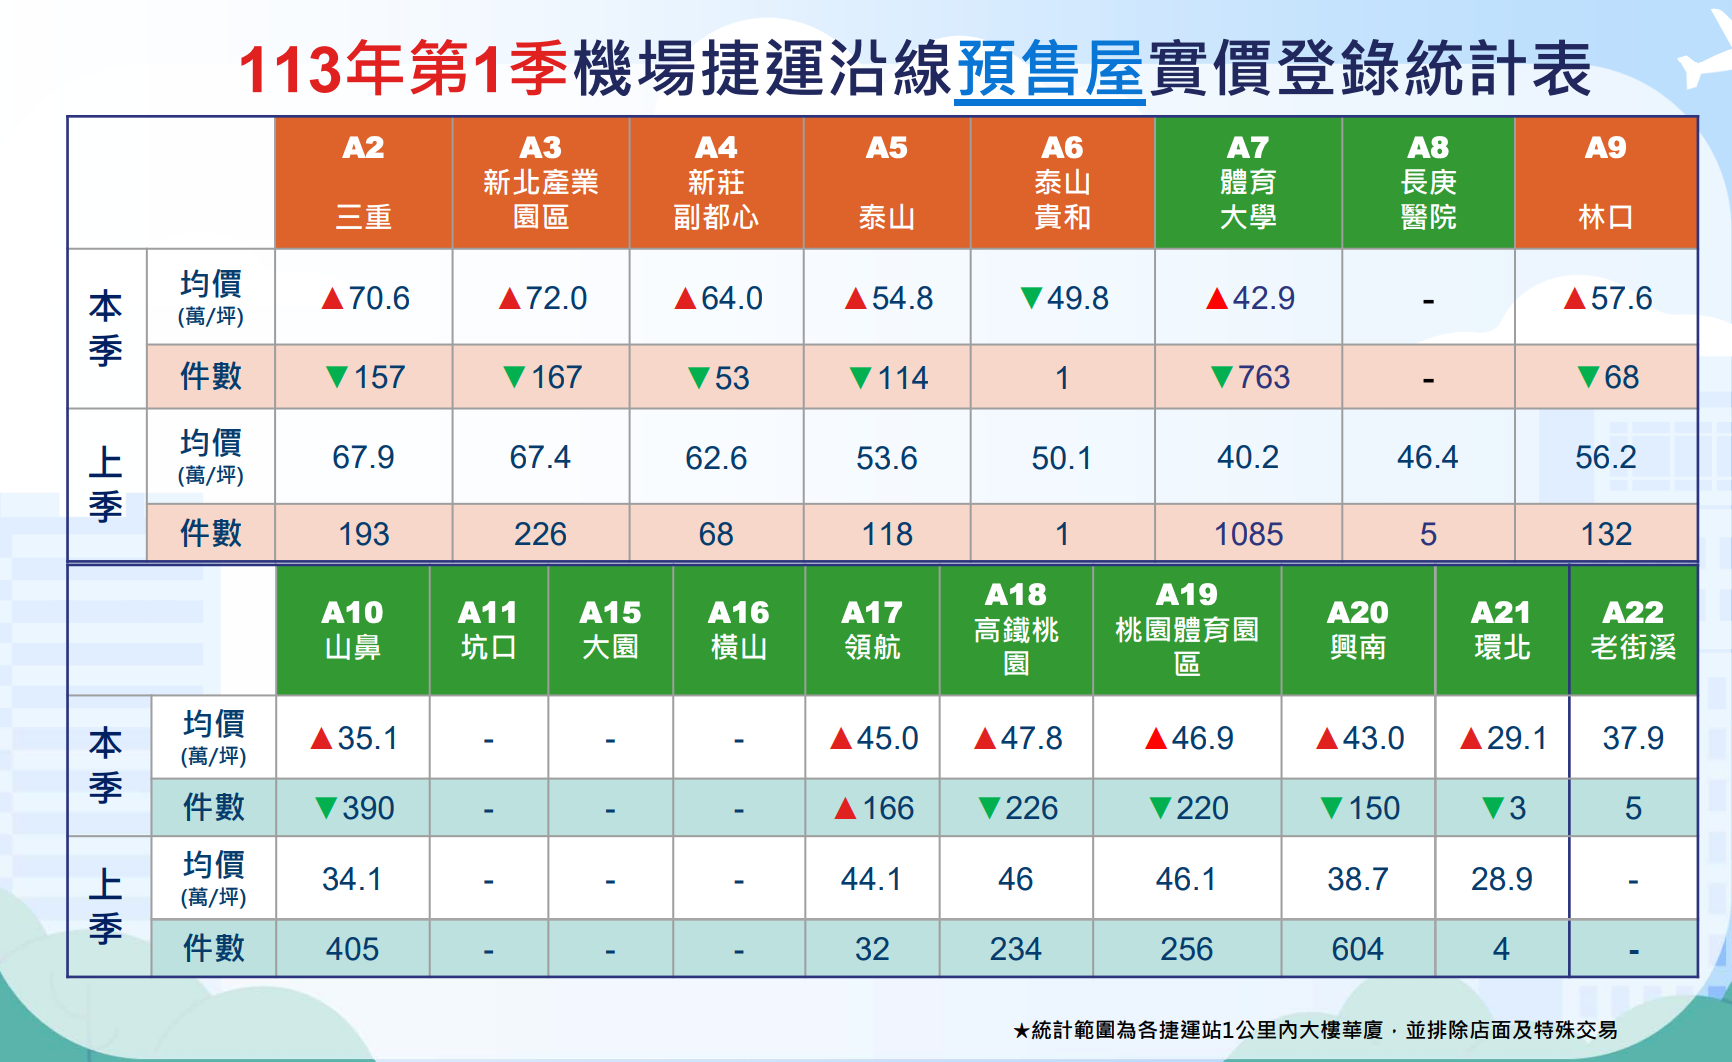 113年第1季機場捷運沿線預售屋實價登錄統計表
A2 三重 A3 新北產業園區 A4 新莊副都心 A5 泰山 A6 泰山貴和 A7 體育大學 A8 長庚醫院 A9 林口
本季 均價(萬/坪) ▲70.6 ▲72.0 ▲64.0 ▲54.8 ▼49.8 ▲42.9 - ▲57.6
件數 ▼157 ▼167 ▼53 ▼114 1 ▼763 - ▼68
上季 均價(萬/坪) 67.9 67.4 62.6 53.6 50.1 40.2 46.4 56.2
件數 193 226 68 118 1 1085 5 132
A10 山鼻 A11 坑口 A15 大園 A16 橫山 A17 領航 A18 高鐵桃園 A19 桃園體育園區 A20 興南 A21 環北 A22 老街溪
本季 均價(萬/坪) ▲35.1 - - - ▲45.0 ▲47.8 ▲46.9 ▲43.0 ▲29.1 37.9
件數 ▼390 - - - ▲166 ▼226 ▼220 ▼150 ▼3 5
上季 均價(萬/坪) 34.1 - - - 44.1 46 46.1 38.7 28.9 -
件數 405 - - - 32 234 256 604 4 -
★統計範圍為各捷運站1公里內大樓華廈，並排除店面及特殊交易